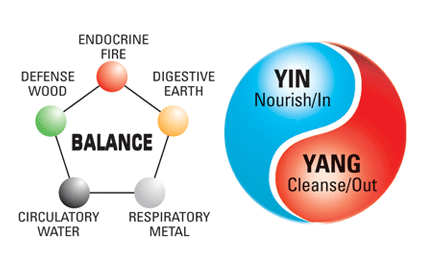 ENDOCRINE
FIRE
DEFENSE
WOOD
DIGESTIVE
EARTH
BALANCE
CIRCULATORY
WATER
RESPIRATORY
METAL
YIN
Nourish/In
YANG
Cleanse/Out